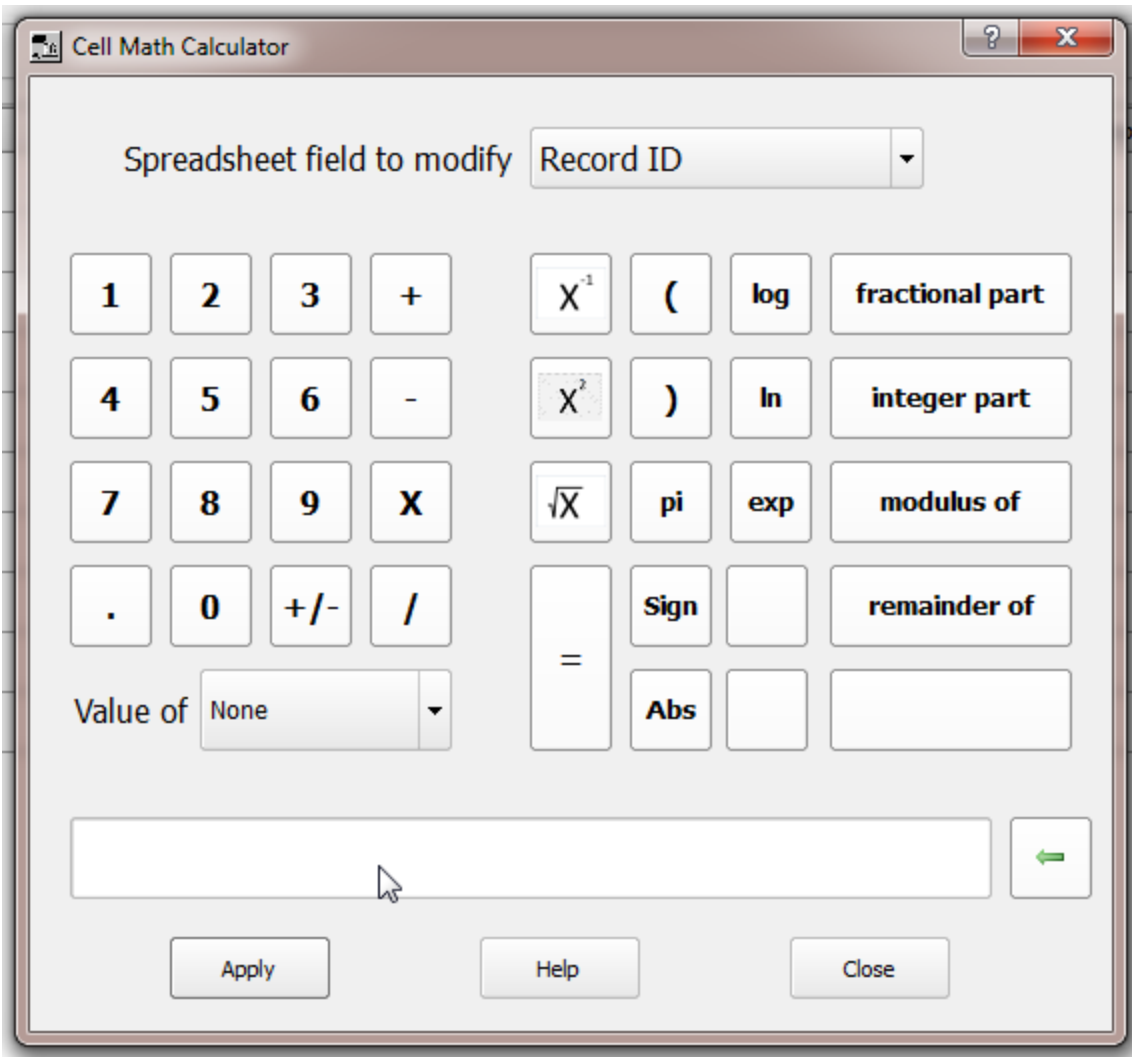 Cell Math Calculator ? X
Spreadsheet field to modify Record ID
1 2 3 + X⁻¹ ( log fractional part
4 5 6 - X² ) ln integer part
7 8 9 X √X pi exp modulus of
. 0 +/- / = Sign remainder of
Value of None Abs
Apply Help Close